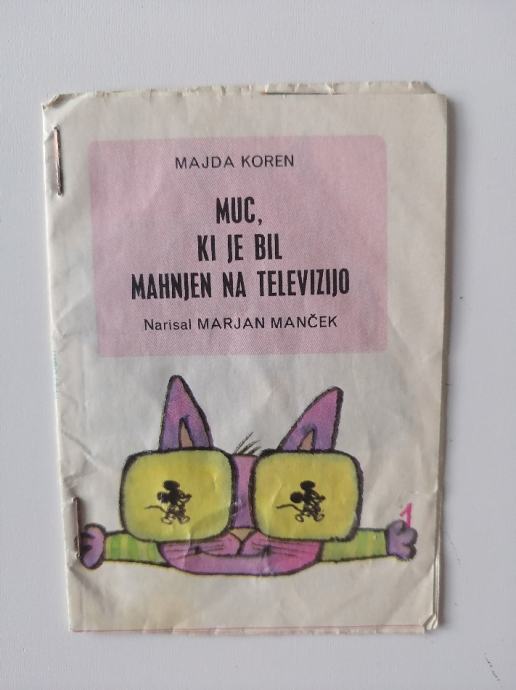 MAJDA KOREN
MUC,
KI JE BIL
MAHNJEN NA TELEVIZIJO
Narisal MARJAN MANČEK
1